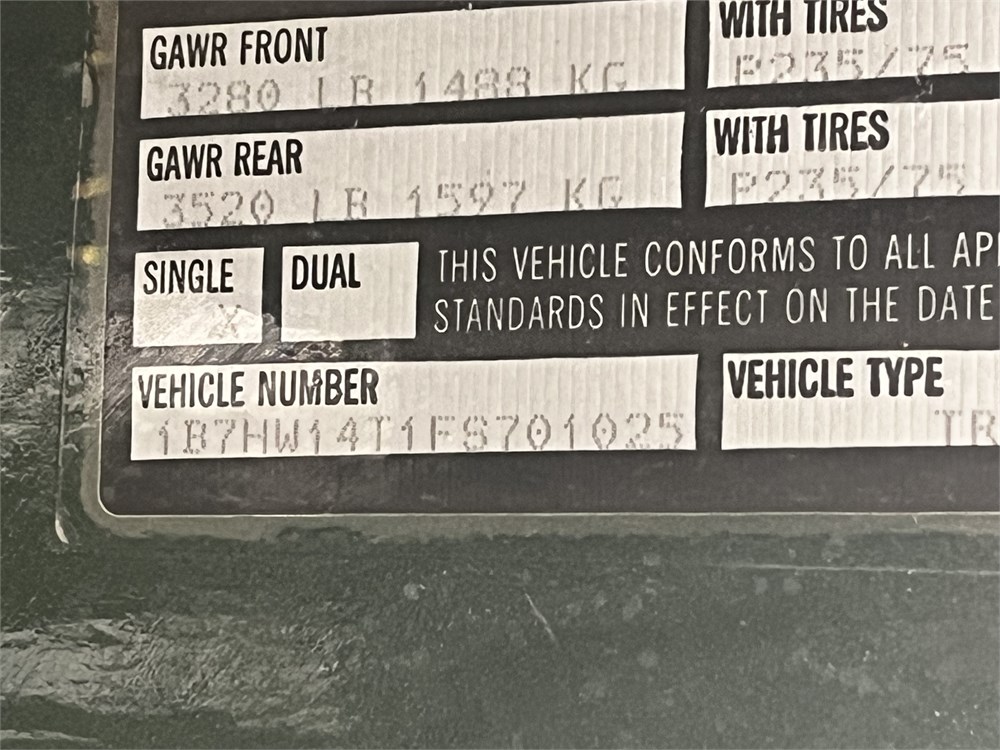 GAWR FRONT
WITH TIRES
3280 LB 1488 KG
P235/75
GAWR REAR
WITH TIRES
3520 LB 1597 KG
P235/75
SINGLE
DUAL
X
THIS VEHICLE CONFORMS TO ALL AP
STANDARDS IN EFFECT ON THE DATE
VEHICLE NUMBER
VEHICLE TYPE
1B7HW14T1FS701025
TR